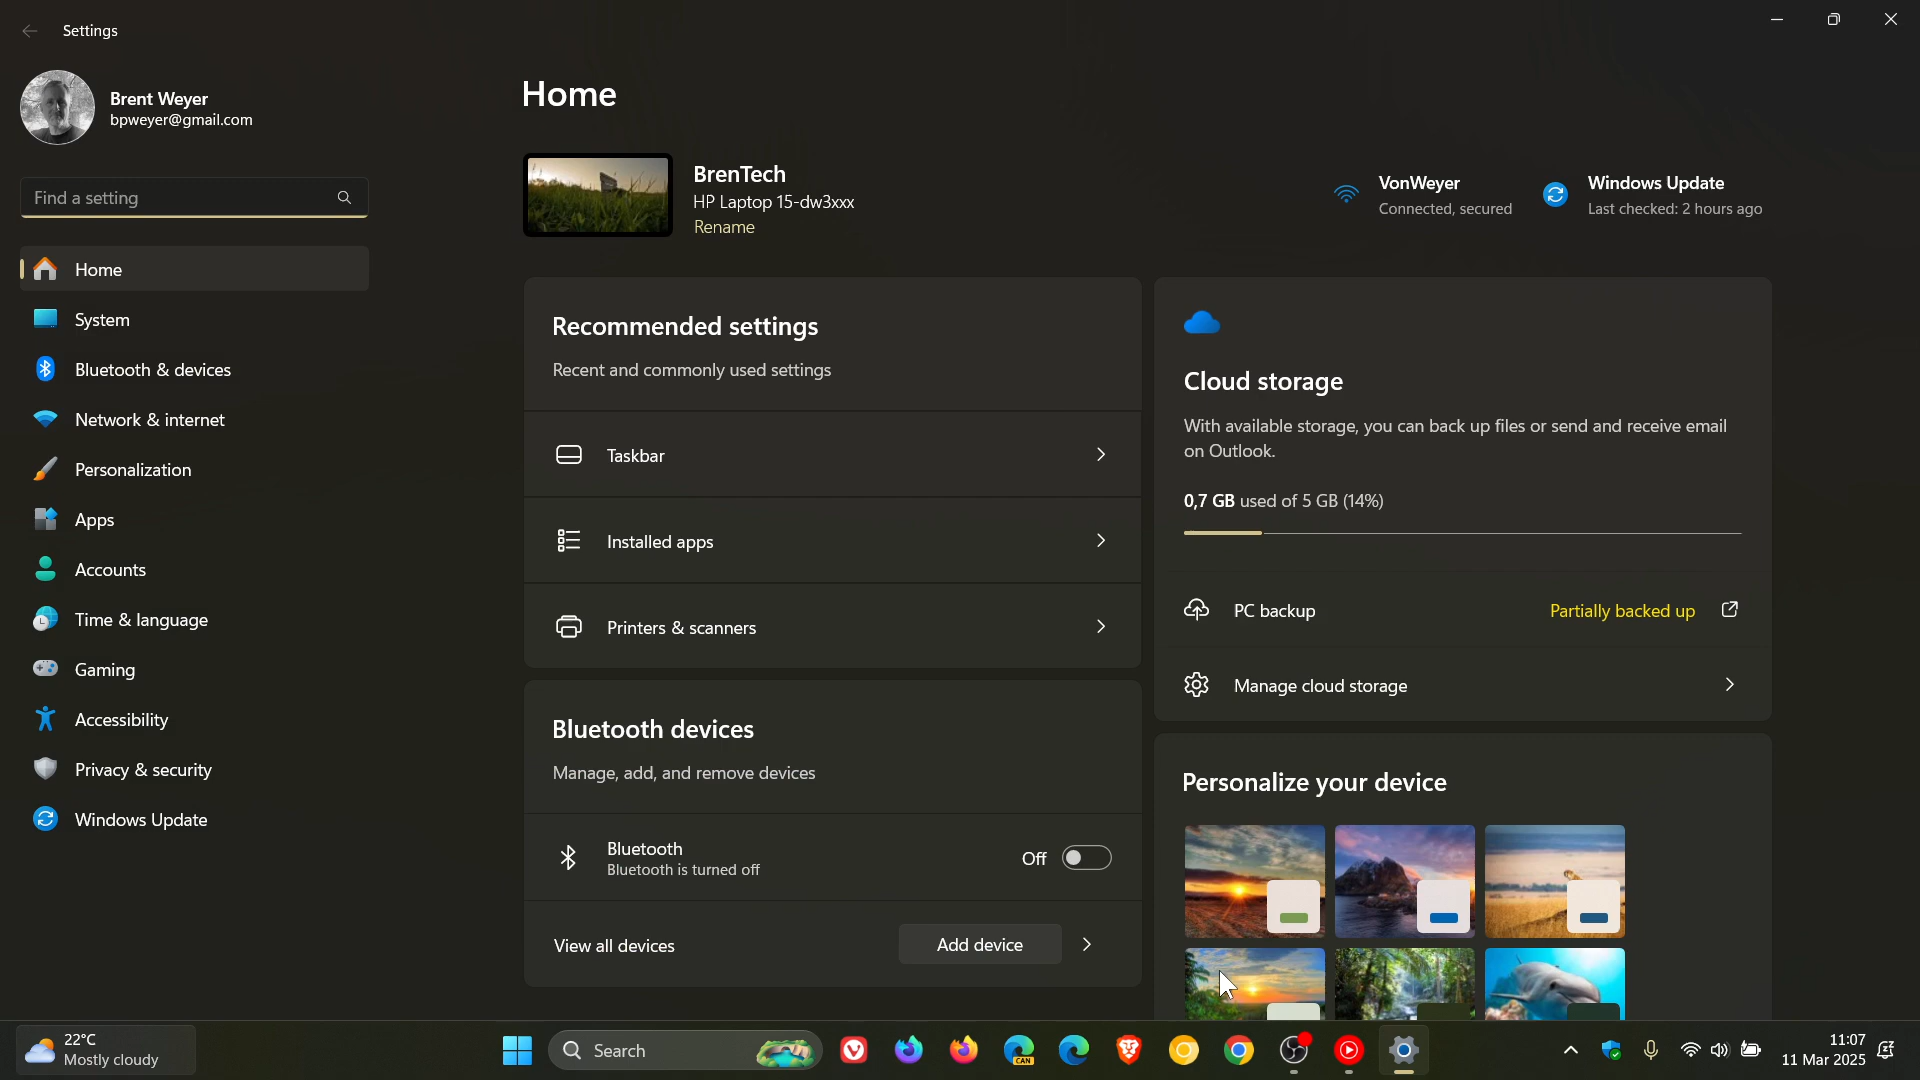 Settings
Brent Weyer
bpweyer@gmail.com
Find a setting
Home
System
Bluetooth & devices
Network & internet
Personalization
Apps
Accounts
Time & language
Gaming
Accessibility
Privacy & security
Windows Update
Home
BrenTech
HP Laptop 15-dw3xxx
Rename
VonWeyer
Connected, secured
Windows Update
Last checked: 2 hours ago
Recommended settings
Recent and commonly used settings
Taskbar
Installed apps
Printers & scanners
Bluetooth devices
Manage, add, and remove devices
Bluetooth
Bluetooth is turned off
Off
View all devices
Add device
Cloud storage
With available storage, you can back up files or send and receive email
on Outlook.
0,7 GB used of 5 GB (14%)
PC backup
Partially backed up
Manage cloud storage
Personalize your device
22°C
Mostly cloudy
Search
CAN
11:07
11 Mar 2025